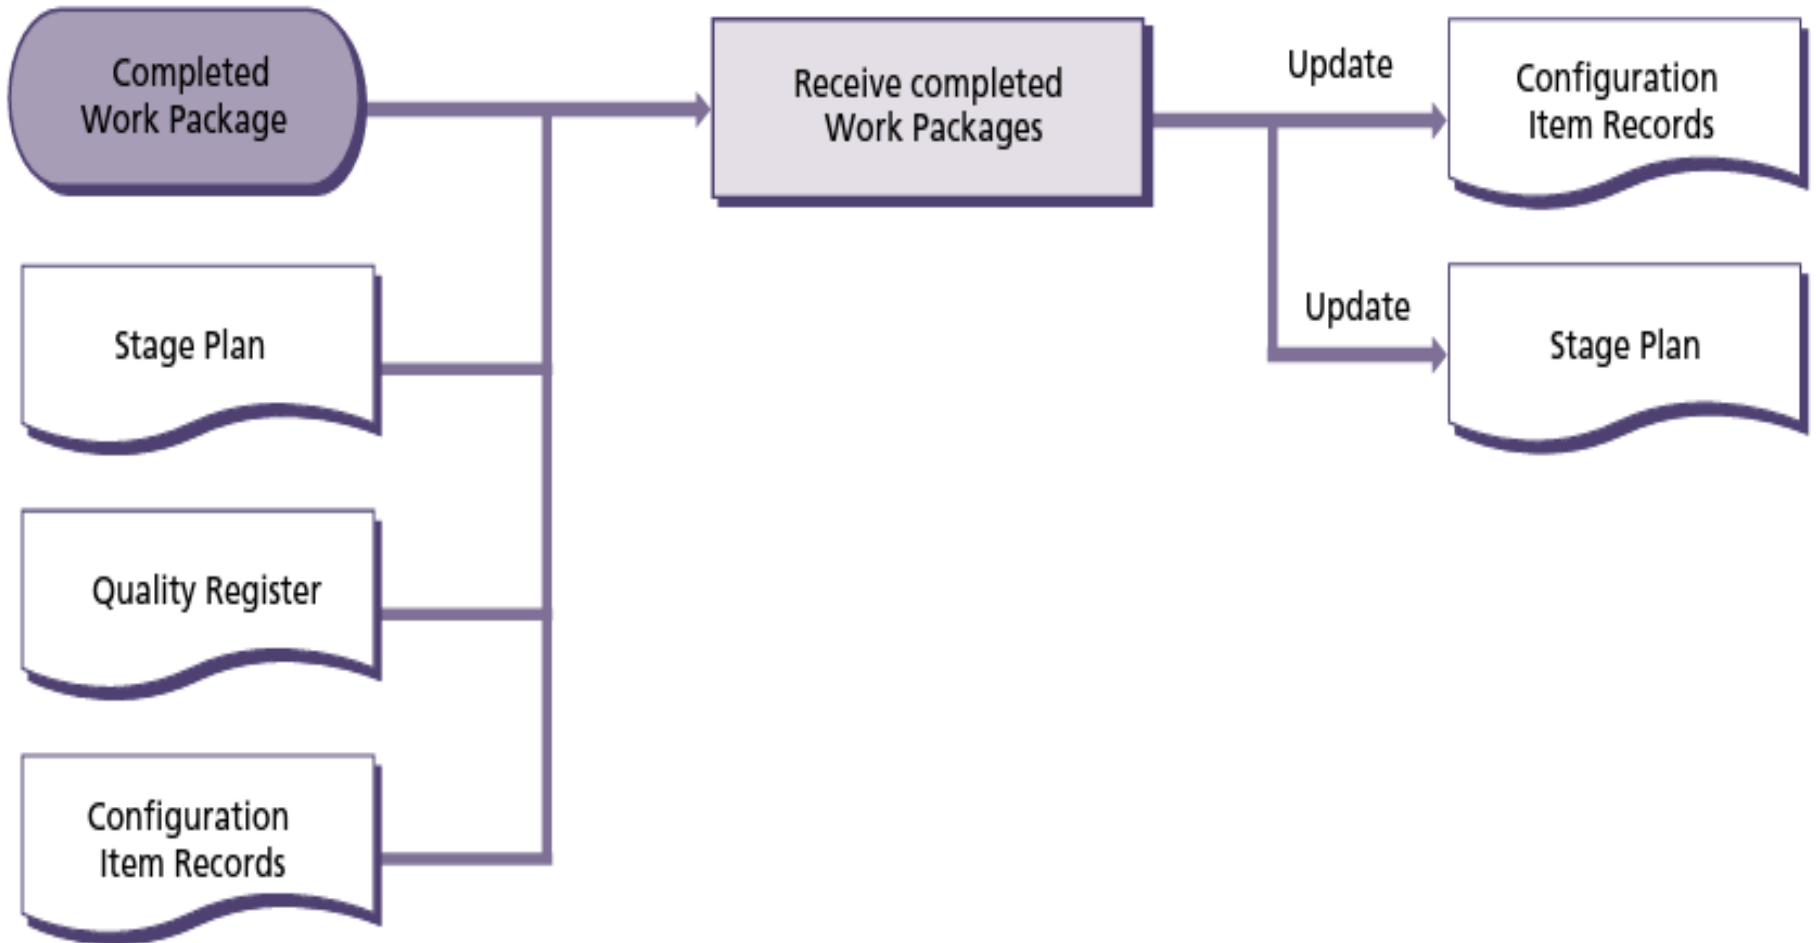 Completed
Work Package
Receive completed
Work Packages
Update
Configuration
Item Records
Stage Plan
Update
Stage Plan
Quality Register
Configuration
Item Records